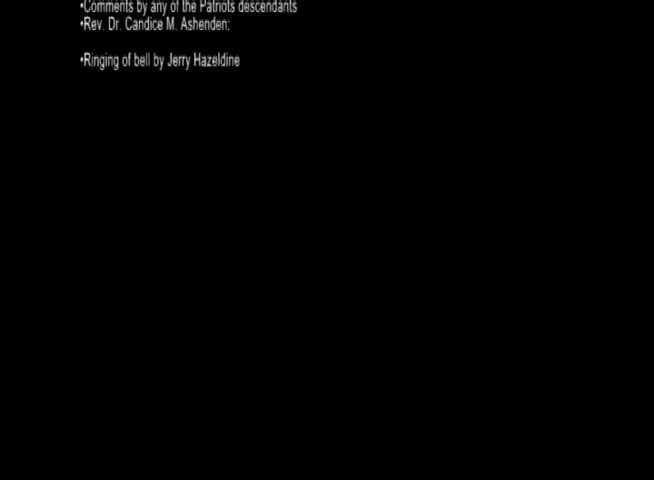 •Comments by any of the Patriots descendants
•Rev. Dr. Candice M. Ashenden:
•Ringing of bell by Jerry Hazeldine